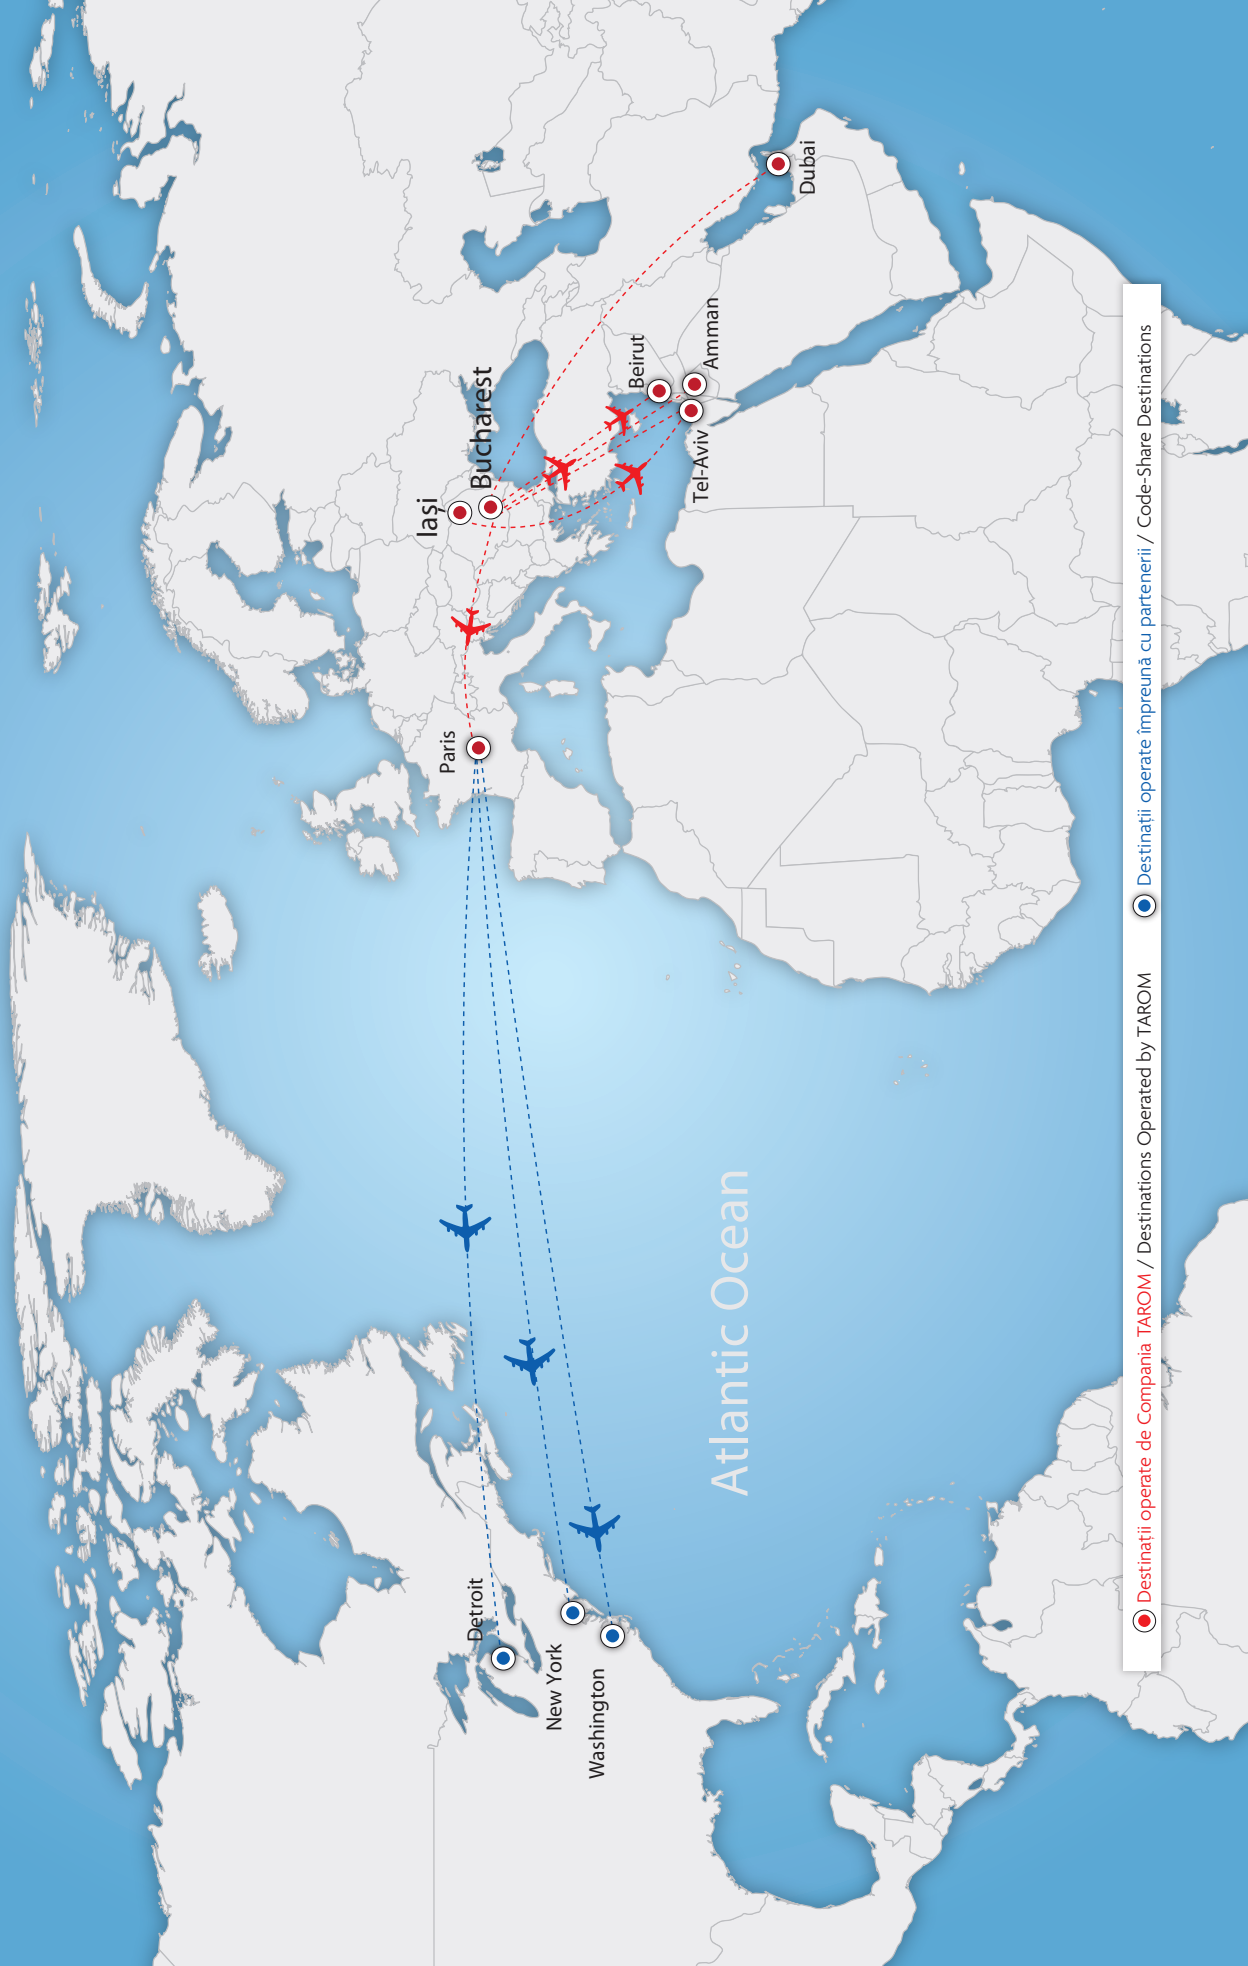 Iași
Bucharest
Paris
Detroit
New York
Washington
Beirut
Amman
Tel-Aviv
Dubai
Atlantic Ocean
Destinații operate de Compania TAROM / Destinations Operated by TAROM
Destinații operate împreună cu partenerii / Code-Share Destinations